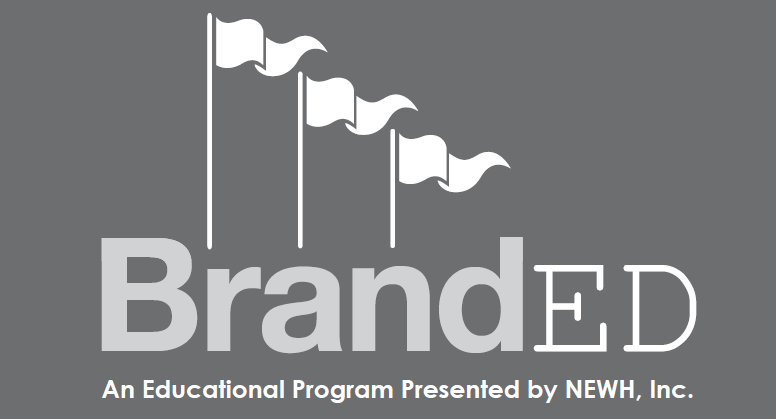 BrandED
An Educational Program Presented by NEWH, Inc.